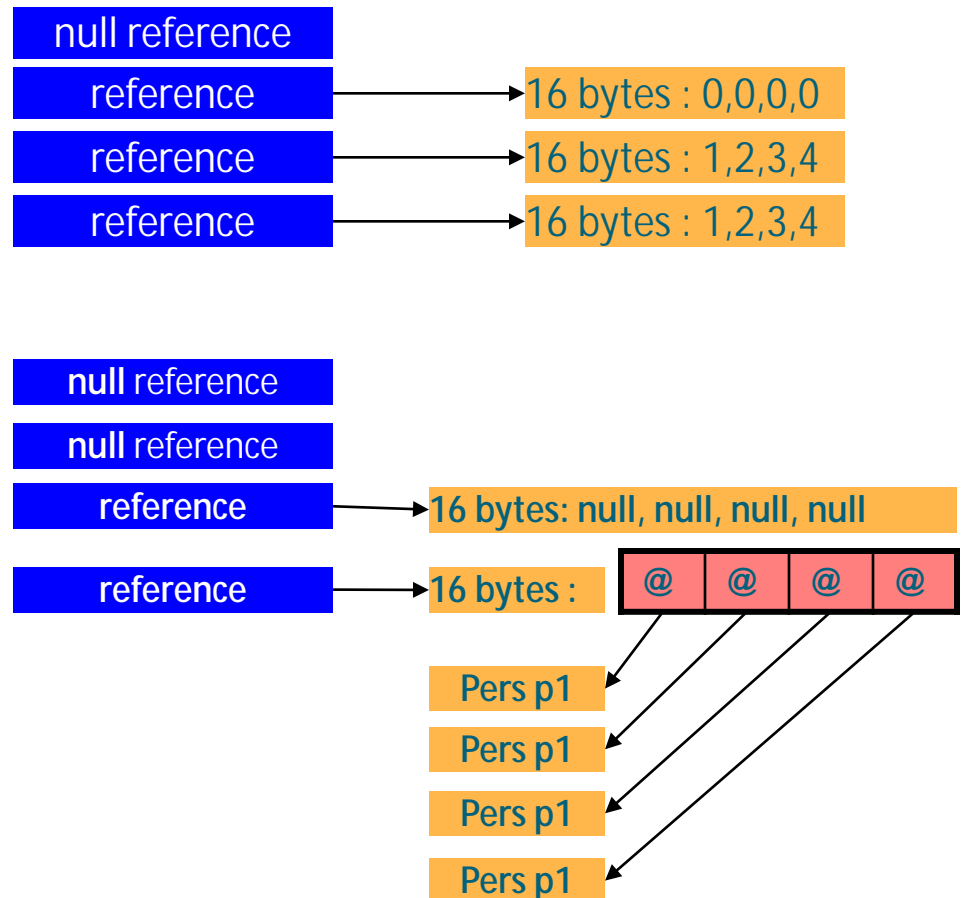 null reference
reference 16 bytes : 0,0,0,0
reference 16 bytes : 1,2,3,4
reference 16 bytes : 1,2,3,4
null reference
null reference
reference 16 bytes: null, null, null, null
reference 16 bytes : @ @ @ @
Pers p1
Pers p1
Pers p1
Pers p1